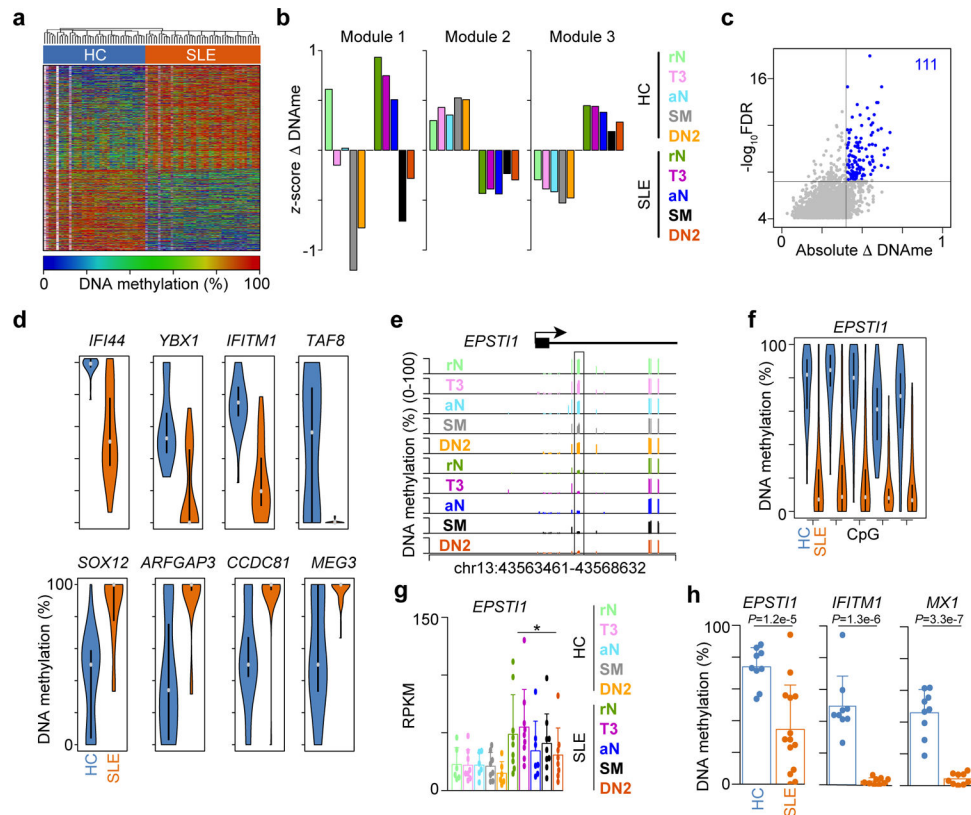 a
HC SLE
0 100
DNA methylation (%)
b
Module 1 Module 2 Module 3
1
0
-1
z-score Δ DNAme
HC
rN
T3
aN
SM
DN2
SLE
rN
T3
aN
SM
DN2
c
111
16
4
-log10FDR
0 1
Absolute Δ DNAme
d
IFI44 YBX1 IFITM1 TAF8
SOX12 ARFGAP3 CCDC81 MEG3
100
0
DNA methylation (%)
HC SLE
e
EPSTI1
DNA methylation (%) (0-100)
rN
T3
aN
SM
DN2
rN
T3
aN
SM
DN2
chr13:43563461-43568632
f
EPSTI1
100
0
DNA methylation (%)
HC SLE CpG
g
EPSTI1
150
0
RPKM
*
HC
rN
T3
aN
SM
DN2
SLE
rN
T3
aN
SM
DN2
h
EPSTI1 IFITM1 MX1
P=1.2e-5 P=1.3e-6 P=3.3e-7
100
0
DNA methylation (%)
HC SLE